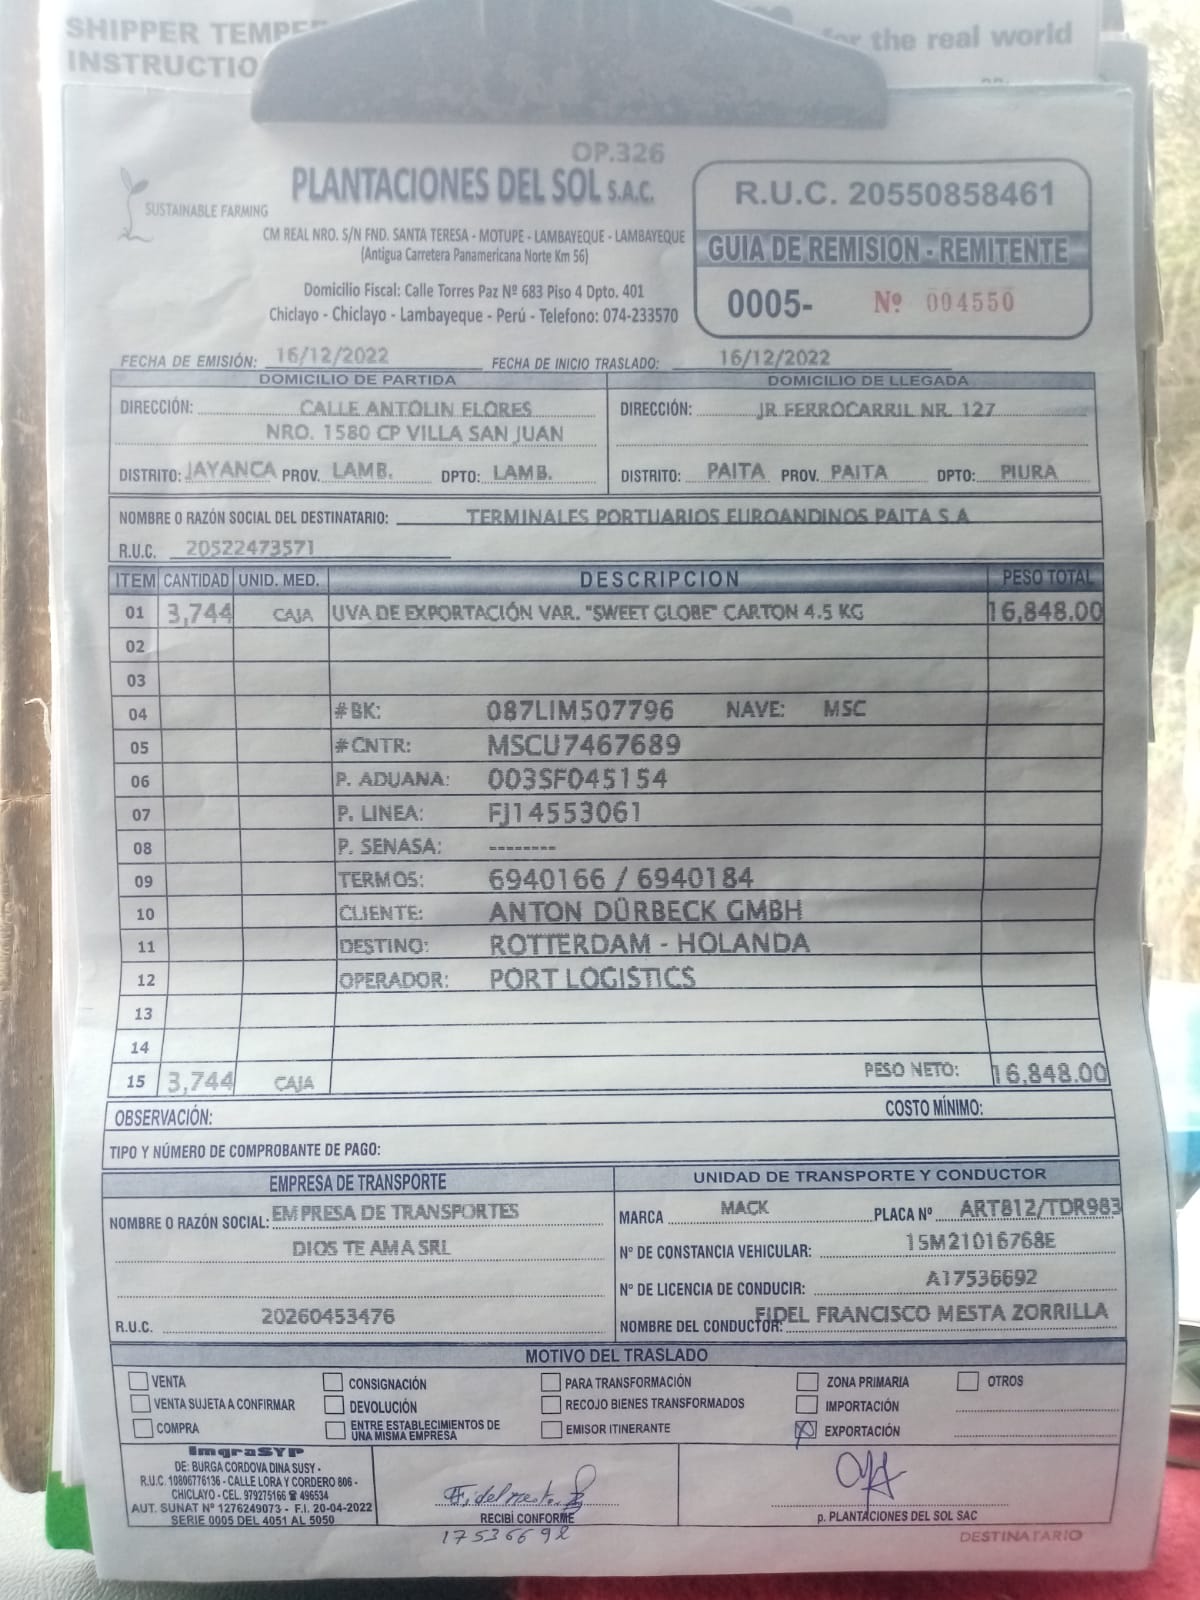 SHIPPER TEMPE
INSTRUCTIO
for the real world
OP.326
SUSTAINABLE FARMING
PLANTACIONES DEL SOL S.A.C.
CM REAL NRO. S/N FND. SANTA TERESA - MOTUPE - LAMBAYEQUE - LAMBAYEQUE
(Antigua Carretera Panamericana Norte Km 56)
Domicilio Fiscal: Calle Torres Paz Nº 683 Piso 4 Dpto. 401
Chiclayo - Chiclayo - Lambayeque - Perú - Telefono: 074-233570
R.U.C. 20550858461
GUIA DE REMISION - REMITENTE
0005- Nº 004550
FECHA DE EMISIÓN: 16/12/2022 FECHA DE INICIO TRASLADO: 16/12/2022
DOMICILIO DE PARTIDA DOMICILIO DE LLEGADA
DIRECCIÓN: CALLE ANTOLIN FLORES DIRECCIÓN: JR FERROCARRIL NR. 127
NRO. 1580 CP VILLA SAN JUAN
DISTRITO: JAYANCA PROV. LAMB. DPTO: LAMB. DISTRITO: PAITA PROV. PAITA DPTO: PIURA
NOMBRE O RAZÓN SOCIAL DEL DESTINATARIO: TERMINALES PORTUARIOS EUROANDINOS PAITA S.A
R.U.C. 20522473571
ITEM CANTIDAD UNID. MED. DESCRIPCION PESO TOTAL
01 3,744 CAJA UVA DE EXPORTACIÓN VAR. "SWEET GLOBE" CARTON 4.5 KG 16,848.00
02
03
04 #BK: 087LIM507796 NAVE: MSC
05 #CNTR: MSCU7467689
06 P. ADUANA: 003SF045154
07 P. LINEA: FJ14553061
08 P. SENASA: --------
09 TERMOS: 6940166 / 6940184
10 CLIENTE: ANTON DÜRBECK GMBH
11 DESTINO: ROTTERDAM - HOLANDA
12 OPERADOR: PORT LOGISTICS
13
14
15 3,744 CAJA PESO NETO: 16,848.00
OBSERVACIÓN: COSTO MÍNIMO:
TIPO Y NÚMERO DE COMPROBANTE DE PAGO:
EMPRESA DE TRANSPORTE UNIDAD DE TRANSPORTE Y CONDUCTOR
NOMBRE O RAZÓN SOCIAL: EMPRESA DE TRANSPORTES MARCA MACK PLACA Nº ART812/TDR983
DIOS TE AMA SRL Nº DE CONSTANCIA VEHICULAR: 15M21016768E
Nº DE LICENCIA DE CONDUCIR: A17536692
R.U.C. 20260453476 NOMBRE DEL CONDUCTOR: FIDEL FRANCISCO MESTA ZORRILLA
MOTIVO DEL TRASLADO
VENTA CONSIGNACIÓN PARA TRANSFORMACIÓN ZONA PRIMARIA OTROS
VENTA SUJETA A CONFIRMAR DEVOLUCIÓN RECOJO BIENES TRANSFORMADOS IMPORTACIÓN
COMPRA ENTRE ESTABLECIMIENTOS DE UNA MISMA EMPRESA EMISOR ITINERANTE EXPORTACIÓN
ImgraSYP
DE: BURGA CORDOVA DINA SUSY -
R.U.C. 10806776136 - CALLE LORA Y CORDERO 806 -
CHICLAYO - CEL. 979275166 ☎ 496534
AUT. SUNAT Nº 1276249073 - F.I. 20-04-2022
SERIE 0005 DEL 4051 AL 5050
RECIBÍ CONFORME
17536692
p. PLANTACIONES DEL SOL SAC
DESTINATARIO